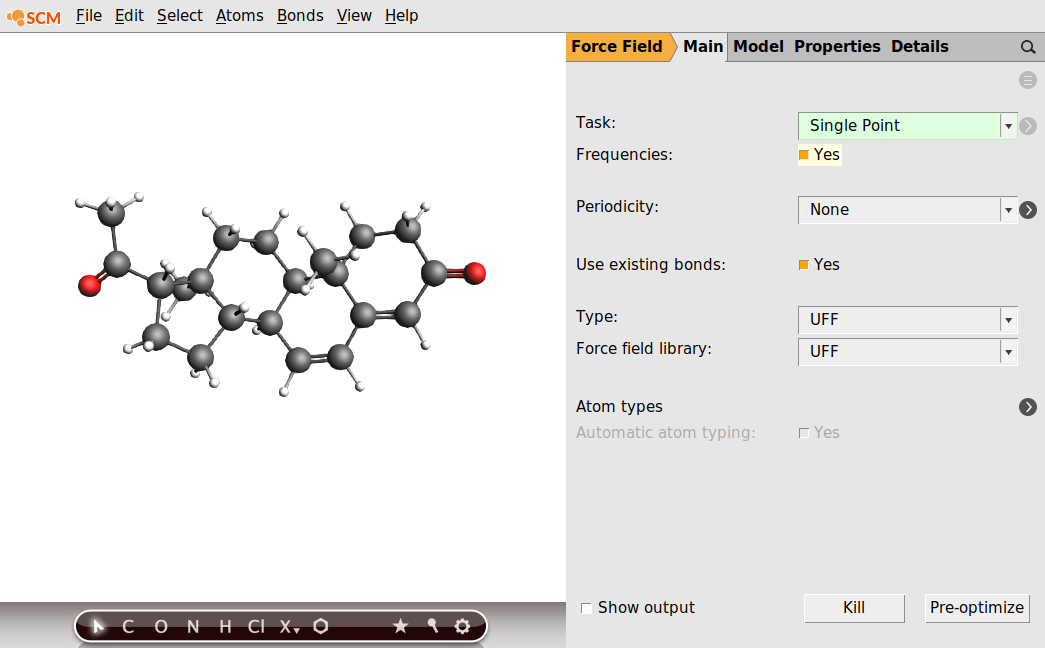 SCM File Edit Select Atoms Bonds View Help
Force Field Main Model Properties Details
Task: Single Point
Frequencies: Yes
Periodicity: None
Use existing bonds: Yes
Type: UFF
Force field library: UFF
Atom types
Automatic atom typing: Yes
Show output Kill Pre-optimize
C O N H Cl X